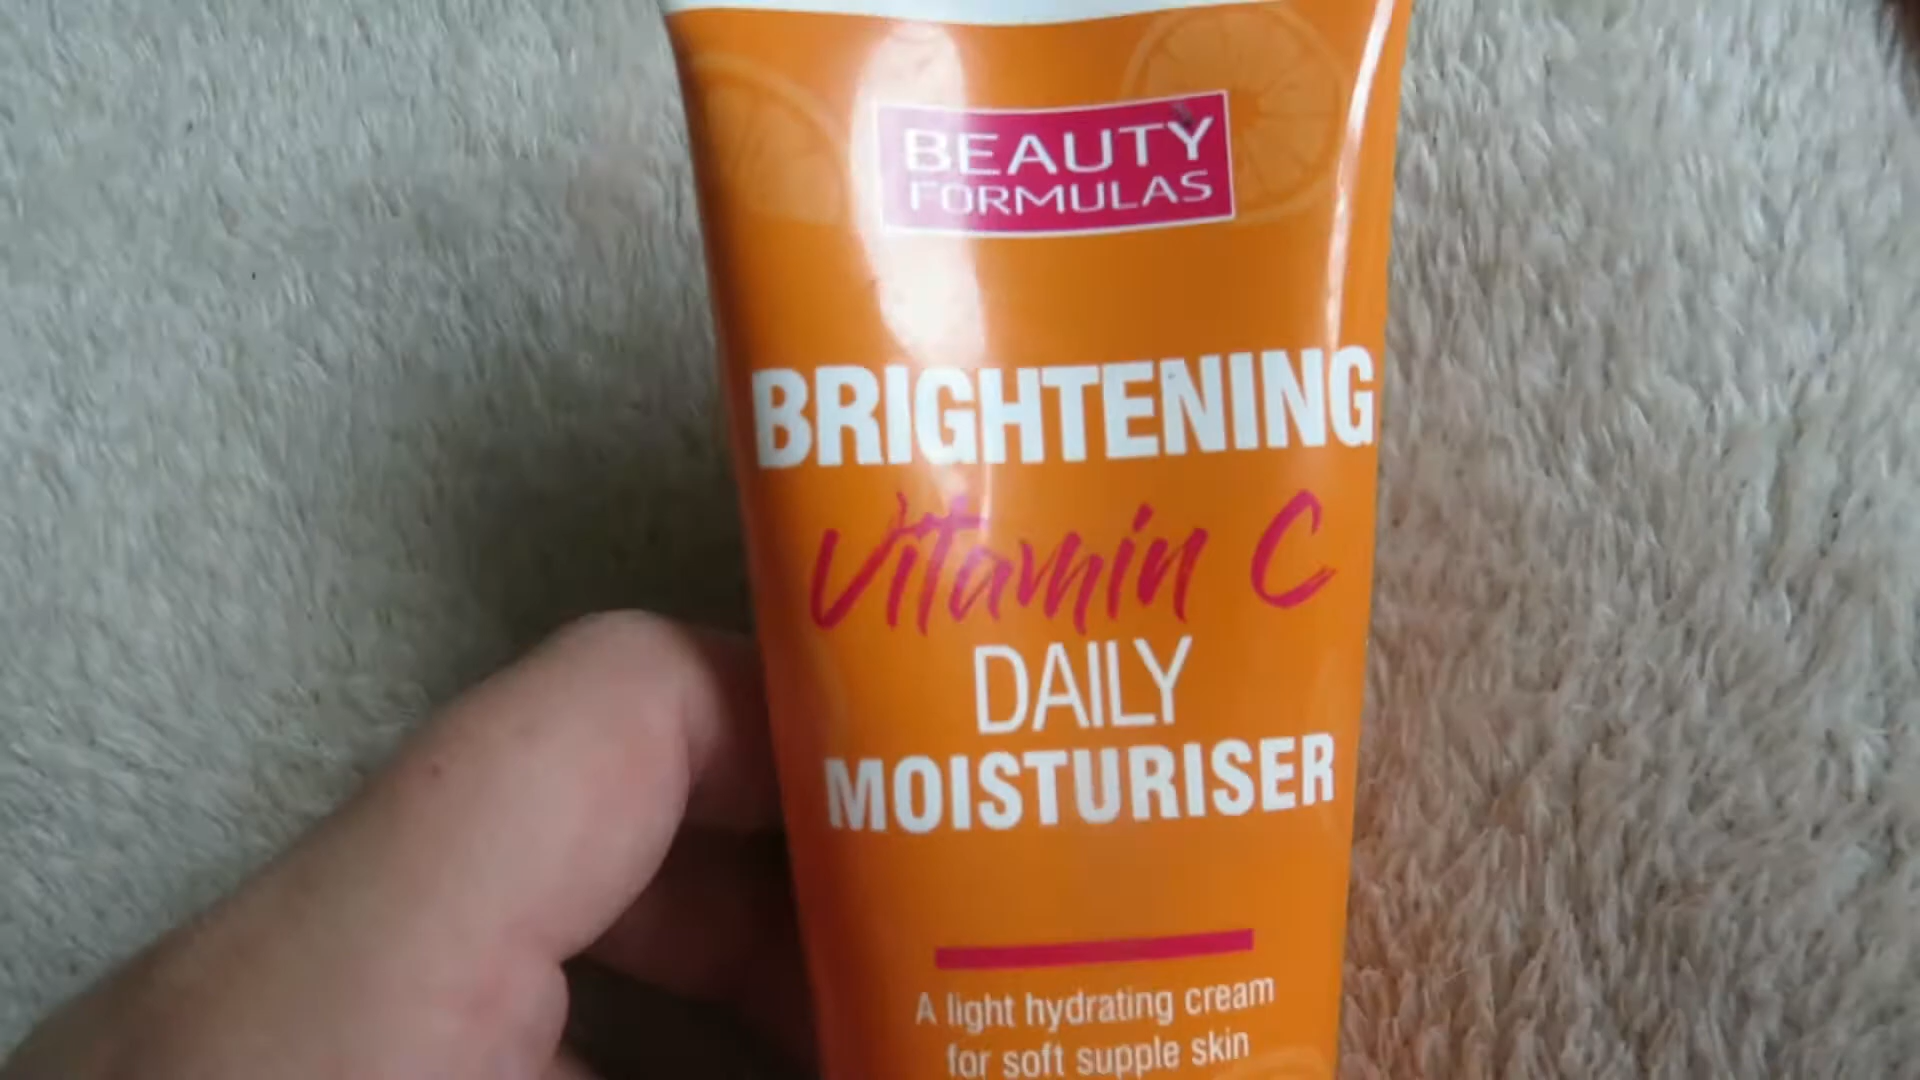 BEAUTY
FORMULAS
BRIGHTENING
Vitamin C
DAILY
MOISTURISER
A light hydrating cream
for soft supple skin